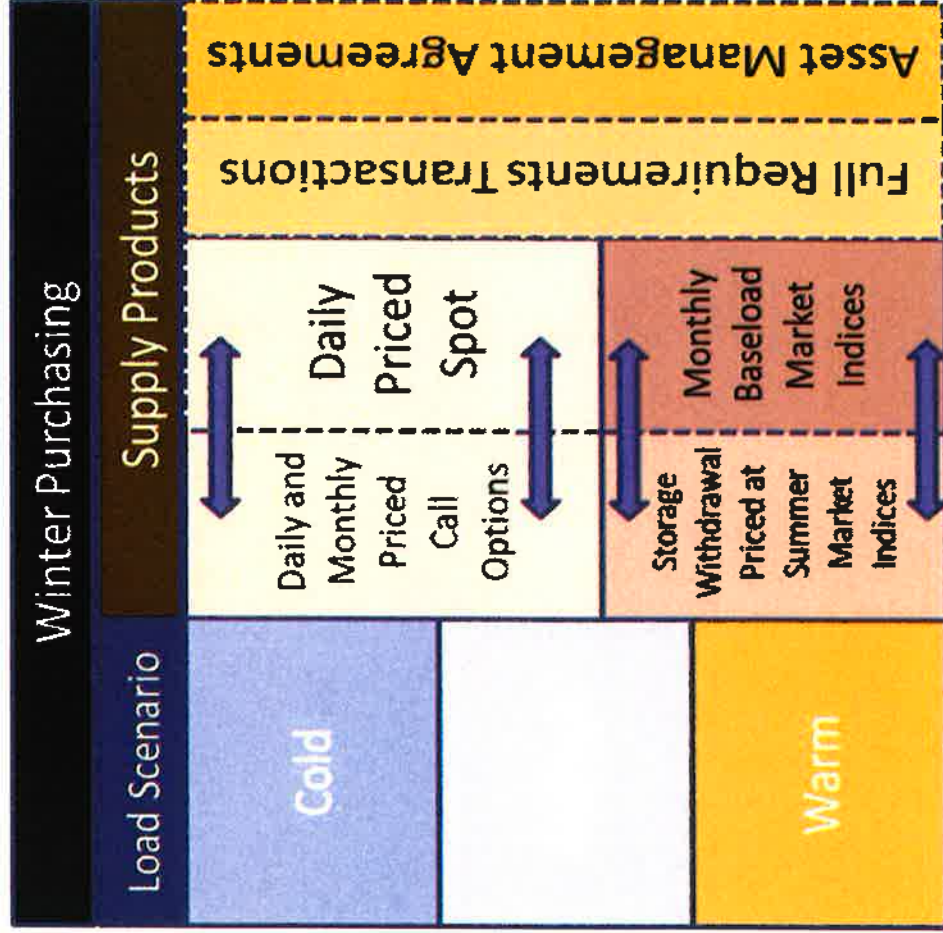 Winter Purchasing
Load Scenario
Supply Products
Cold
Warm
Daily and
Monthly
Priced
Call
Options
Daily
Priced
Spot
Storage
Withdrawal
Priced at
Summer
Market
Indices
Monthly
Baseload
Market
Indices
Full Requirements Transactions
Asset Management Agreements